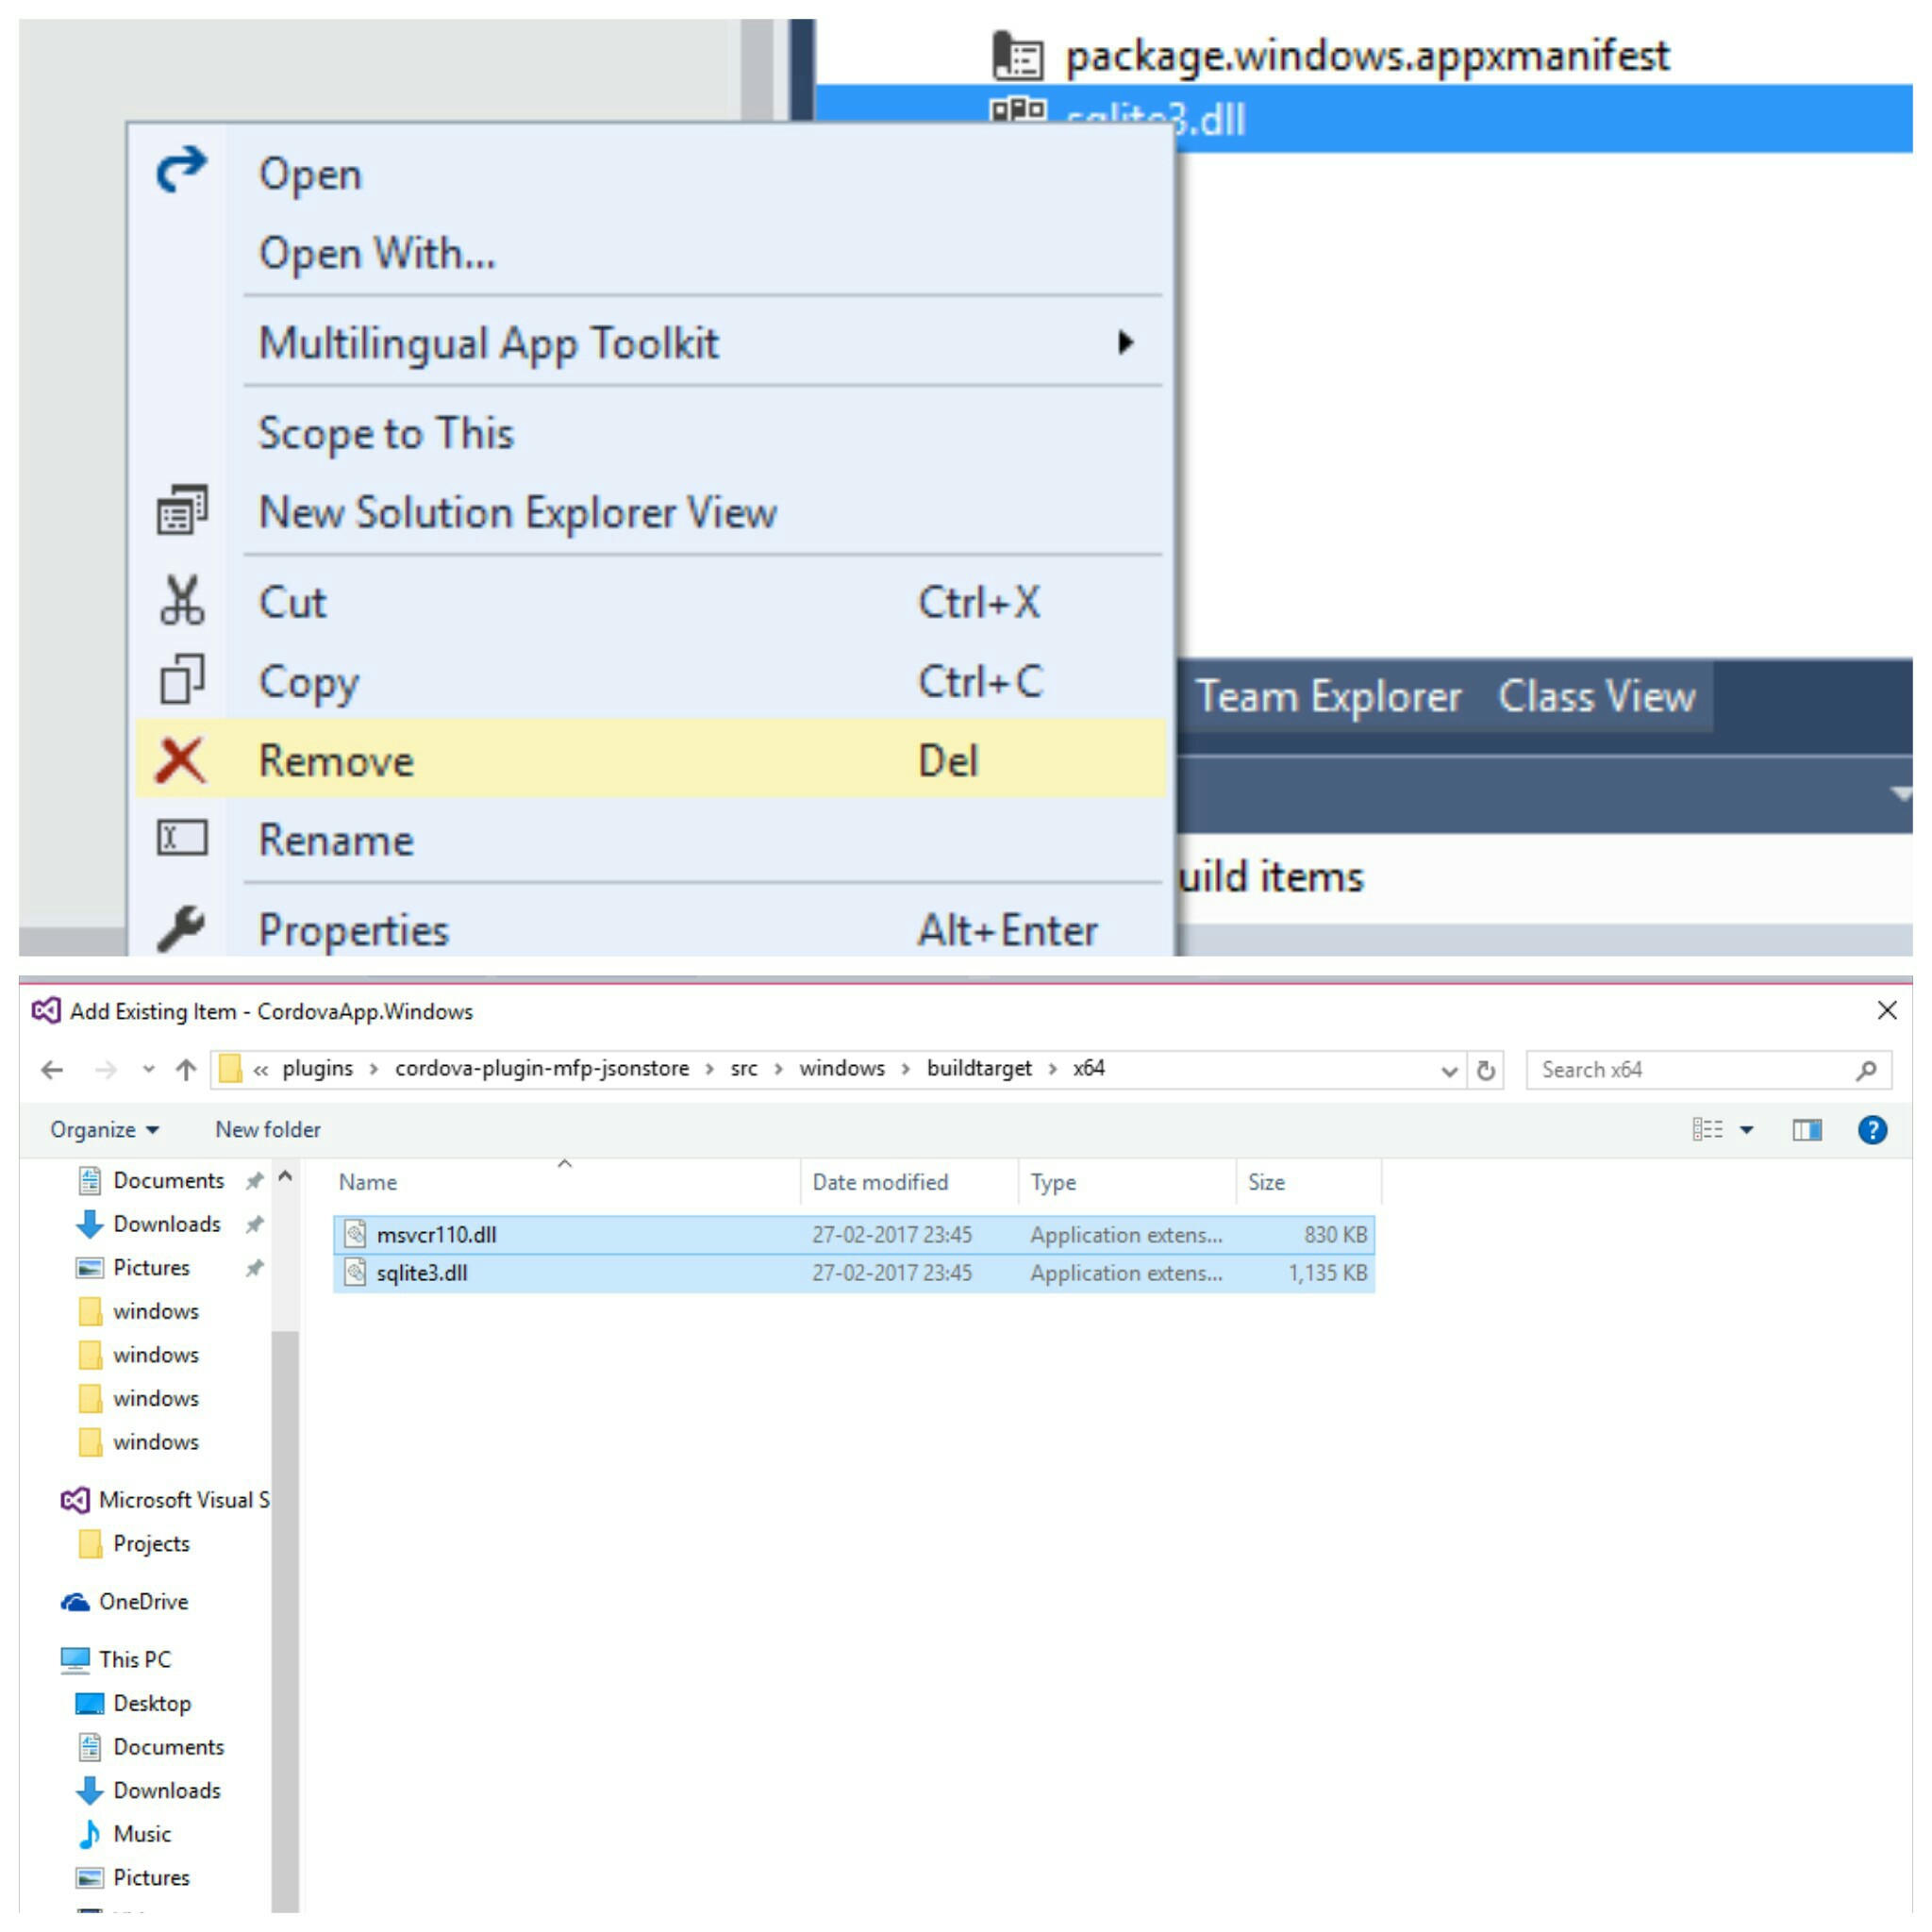 package.windows.appxmanifest
sqlite3.dll
Open
Open With...
Multilingual App Toolkit
Scope to This
New Solution Explorer View
Cut Ctrl+X
Copy Ctrl+C
Remove Del
Rename
Properties Alt+Enter
Team Explorer Class View
uild items
Add Existing Item - CordovaApp.Windows
« plugins > cordova-plugin-mfp-jsonstore > src > windows > buildtarget > x64
Search x64
Organize New folder
Name Date modified Type Size
msvcr110.dll 27-02-2017 23:45 Application extens... 830 KB
sqlite3.dll 27-02-2017 23:45 Application extens... 1,135 KB
Documents
Downloads
Pictures
windows
windows
windows
windows
Microsoft Visual S
Projects
OneDrive
This PC
Desktop
Documents
Downloads
Music
Pictures